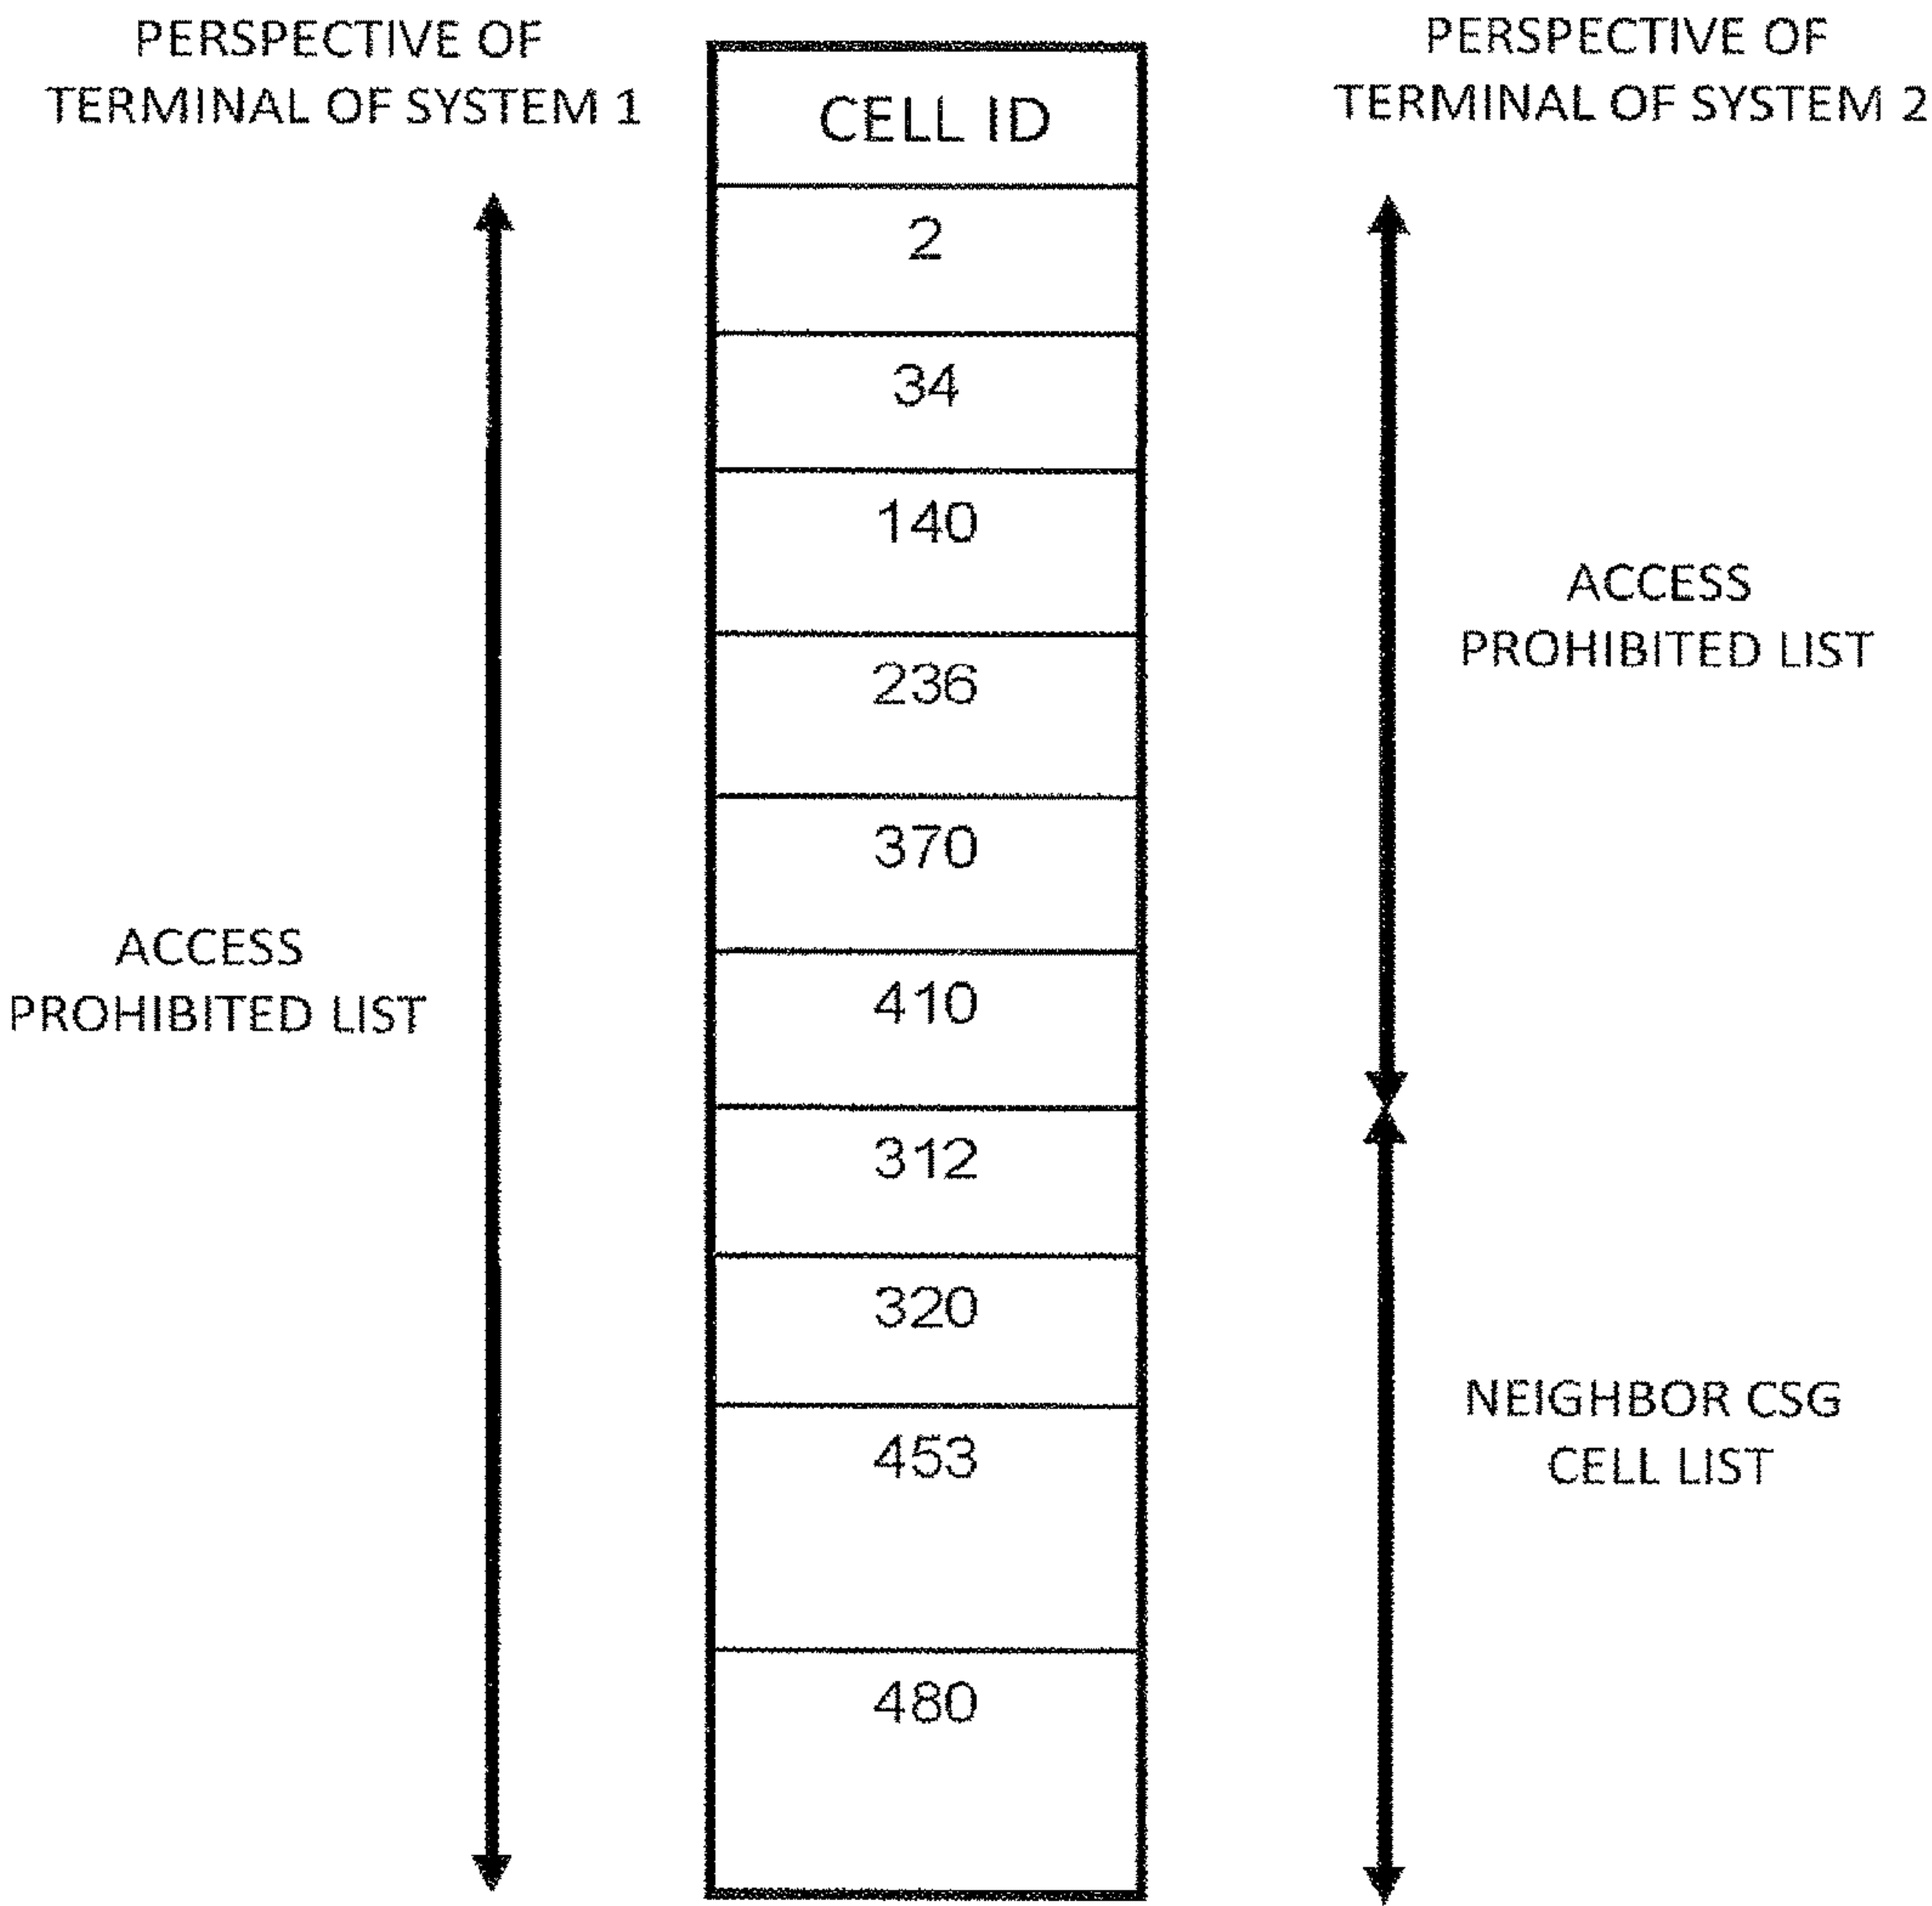 PERSPECTIVE OF
TERMINAL OF SYSTEM 1
CELL ID
2
34
140
236
370
410
312
320
453
480
ACCESS
PROHIBITED LIST
PERSPECTIVE OF
TERMINAL OF SYSTEM 2
ACCESS
PROHIBITED LIST
NEIGHBOR CSG
CELL LIST